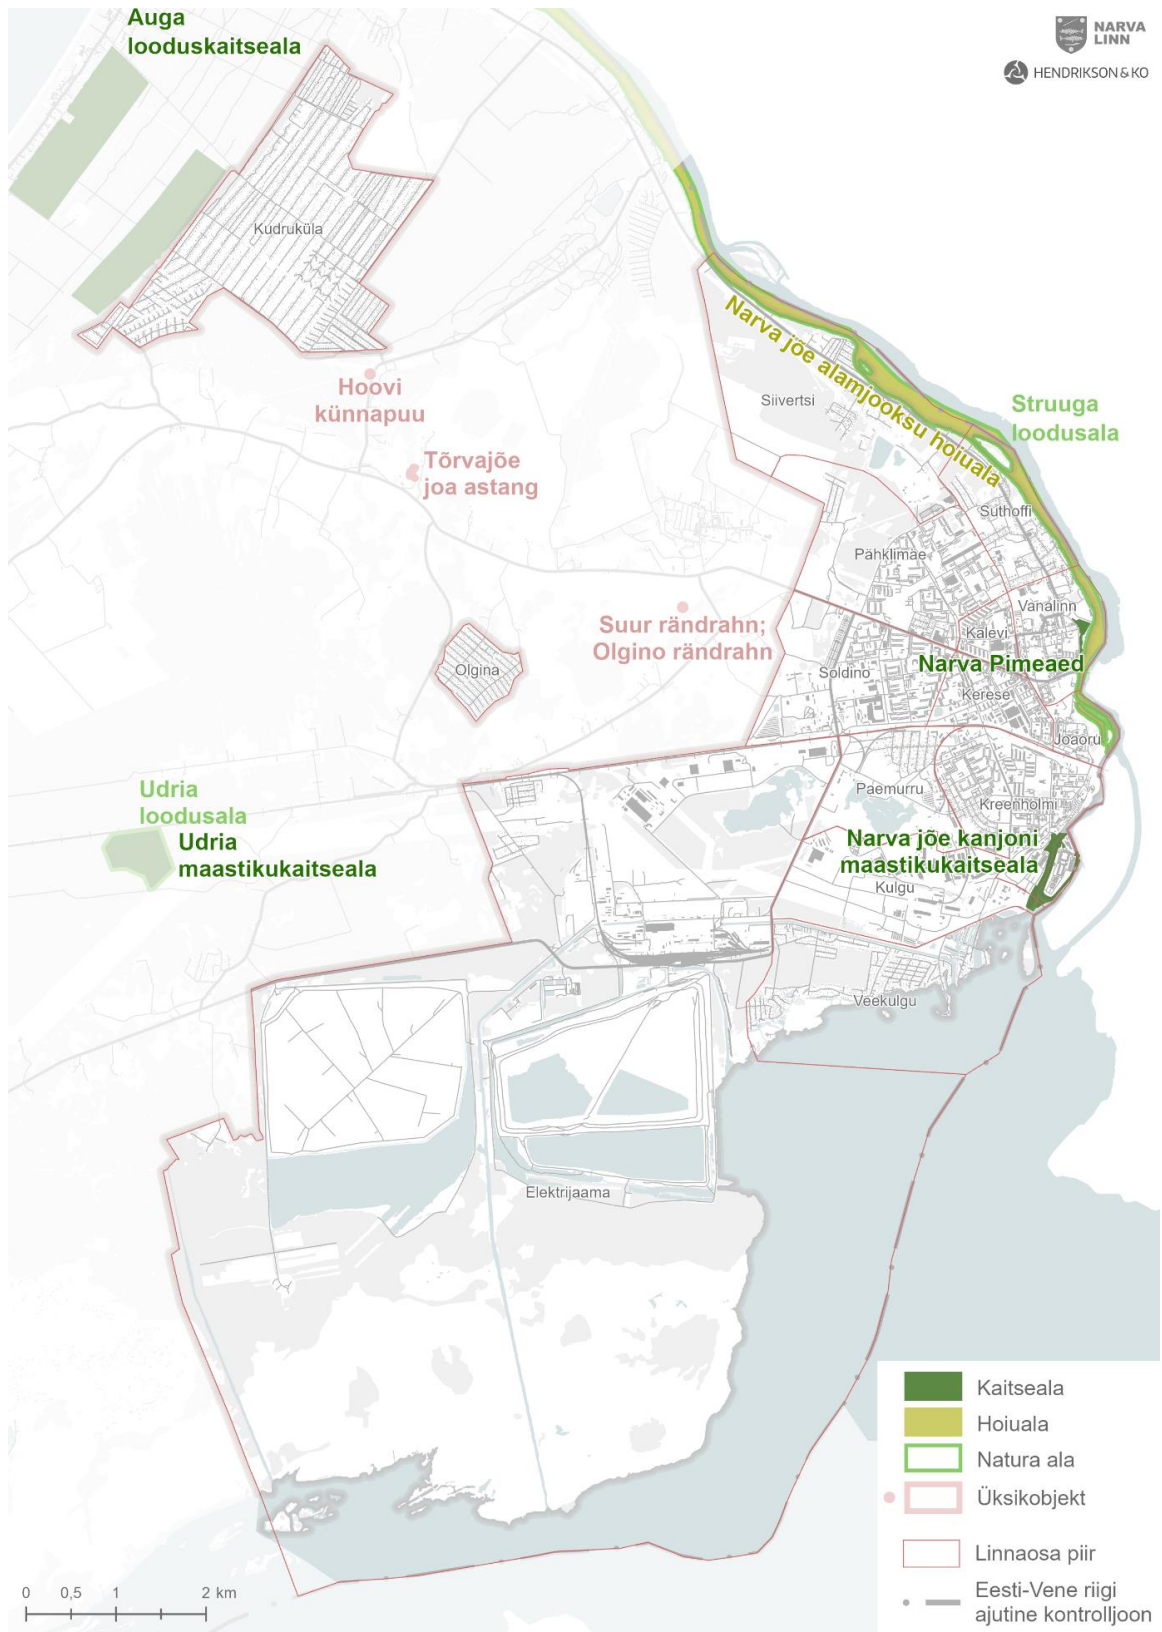 Auga
looduskaitseala
NARVA
LINN
HENDRIKSON & KO
Kudruküla
Hoovi
künnapuu
Tõrvajõe
joa astang
Narva jõe alamjooksu hoiuala
Siivertsi
Struuga
loodusala
Suthoffi
Pähklimäe
Vanalinn
Kalevi
Suur rändrahn;
Olgino rändrahn
Narva Pimeaed
Olgina
Soldino
Kerese
Joaoru
Udria
loodusala
Udria
maastikukaitseala
Paemurru
Kreenholmi
Narva jõe kanjoni
maastikukaitseala
Kulgu
Veekulgu
Elektrijaama
Kaitseala
Hoiuala
Natura ala
Üksikobjekt
Linnaosa piir
Eesti-Vene riigi
ajutine kontrolljoon
0 0,5 1 2 km